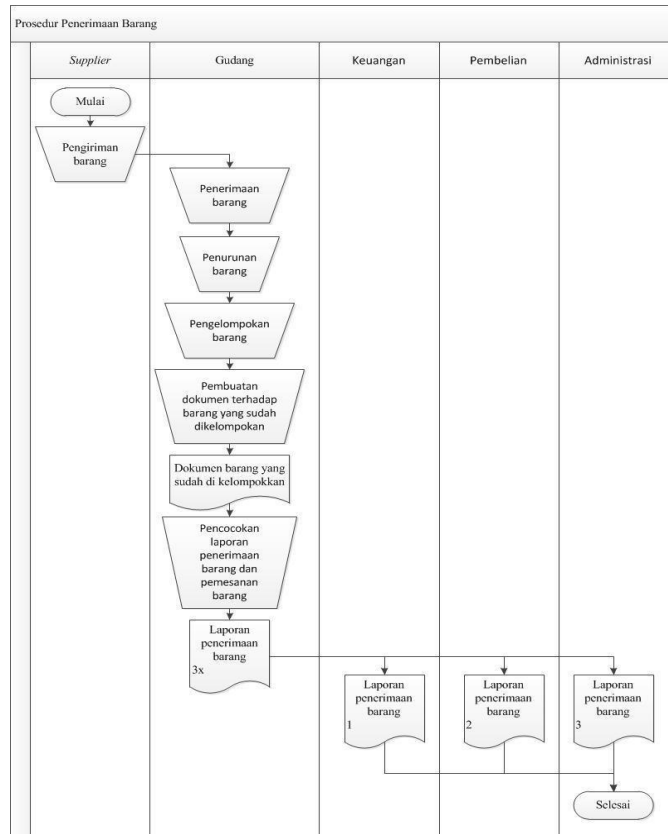 Prosedur Penerimaan Barang
Supplier
Gudang
Keuangan
Pembelian
Administrasi
Mulai
Pengiriman
barang
Penerimaan
barang
Penurunan
barang
Pengelompokan
barang
Pembuatan
dokumen terhadap
barang yang sudah
dikelompokan
Dokumen barang yang
sudah di kelompokkan
Pencocokan
laporan
penerimaan
barang dan
pemesanan
barang
Laporan
penerimaan
barang
3x
Laporan
penerimaan
barang
1
Laporan
penerimaan
barang
2
Laporan
penerimaan
barang
3
Selesai